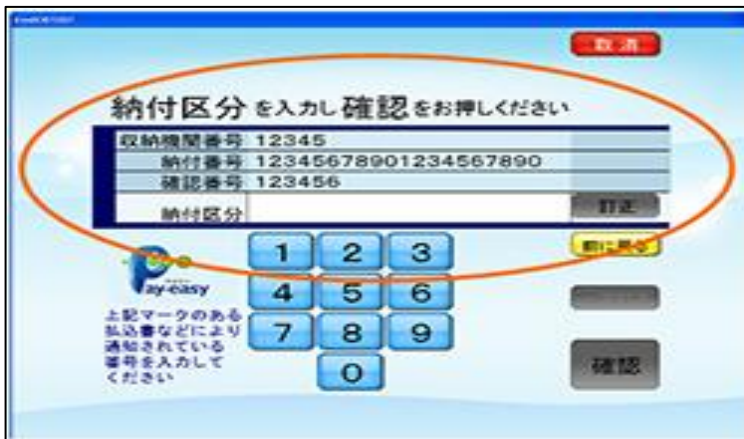 取消
納付区分を入力し確認をお押しください
収納機関番号 12345
納付番号 12345678901234567890
確認番号 123456
納付区分
訂正
前に戻る
1 2 3
4 5 6
7 8 9
0
Pay-easy
上記マークのある
払込書などにより
通知されている
番号を入力して
ください
確認